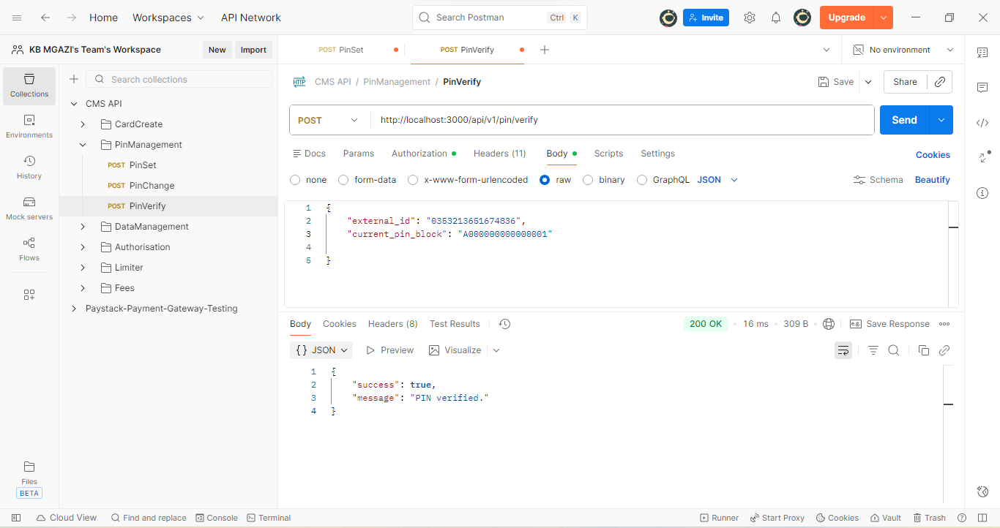 Home Workspaces API Network Search Postman Ctrl K Invite Upgrade
KB MGAZI's Team's Workspace New Import POST PinSet POST PinVerify No environment
Collections
Environments
History
Mock servers
Flows
Files
BETA
Search collections
CMS API
CardCreate
PinManagement
POST PinSet
POST PinChange
POST PinVerify
DataManagement
Authorisation
Limiter
Fees
Paystack-Payment-Gateway-Testing
HTTP CMS API / PinManagement / PinVerify Save Share
POST http://localhost:3000/api/v1/pin/verify Send
Docs Params Authorization Headers (11) Body Scripts Settings Cookies
none form-data x-www-form-urlencoded raw binary GraphQL JSON Schema Beautify
1 {
2 "external_id": "0353213651674836",
3 "current_pin_block": "A000000000000001"
4
5 }
Body Cookies Headers (8) Test Results 200 OK 16 ms 309 B e.g. Save Response
{} JSON Preview Visualize
1 {
2 "success": true,
3 "message": "PIN verified."
4 }
Cloud View Find and replace Console Terminal Runner Start Proxy Cookies Vault Trash